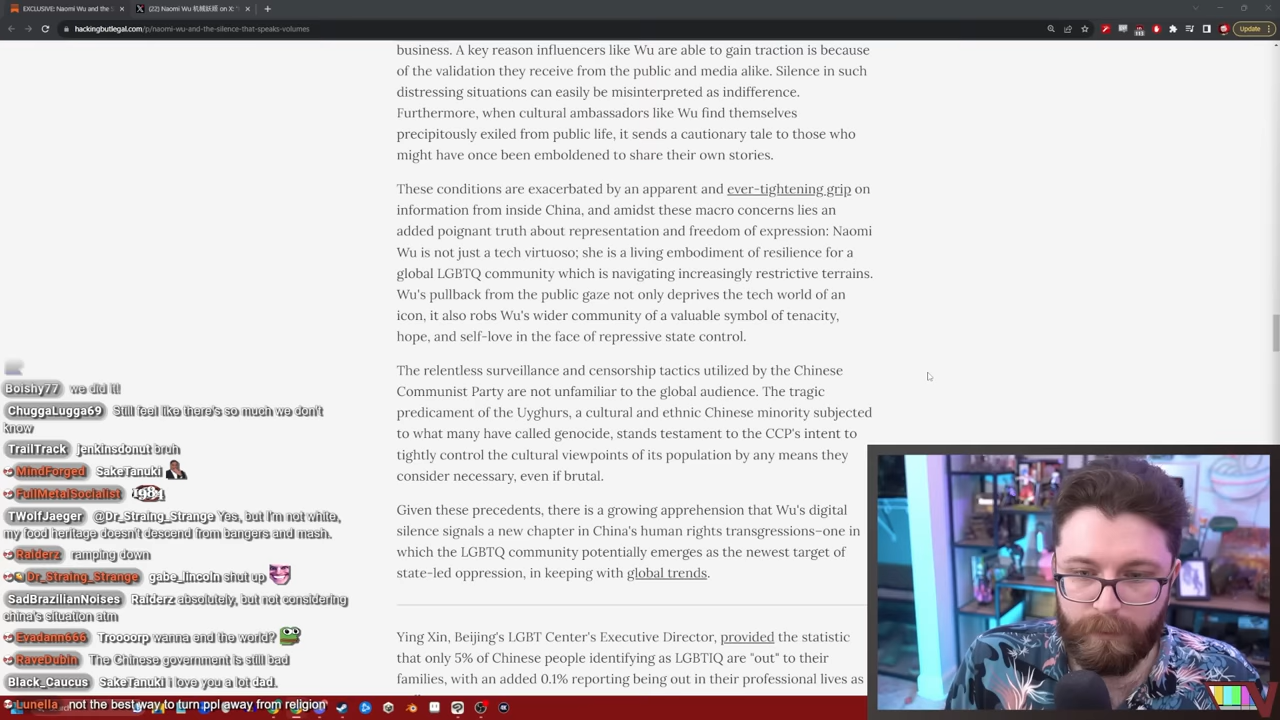 EXCLUSIVE: Naomi Wu and the S
(22) Naomi Wu 机械妖姬 on X: "
hackingbutlegal.com/p/naomi-wu-and-the-silence-that-speaks-volumes
Update
business. A key reason influencers like Wu are able to gain traction is because
of the validation they receive from the public and media alike. Silence in such
distressing situations can easily be misinterpreted as indifference.
Furthermore, when cultural ambassadors like Wu find themselves
precipitously exiled from public life, it sends a cautionary tale to those who
might have once been emboldened to share their own stories.
These conditions are exacerbated by an apparent and ever-tightening grip on
information from inside China, and amidst these macro concerns lies an
added poignant truth about representation and freedom of expression: Naomi
Wu is not just a tech virtuoso; she is a living embodiment of resilience for a
global LGBTQ community which is navigating increasingly restrictive terrains.
Wu's pullback from the public gaze not only deprives the tech world of an
icon, it also robs Wu's wider community of a valuable symbol of tenacity,
hope, and self-love in the face of repressive state control.
The relentless surveillance and censorship tactics utilized by the Chinese
Communist Party are not unfamiliar to the global audience. The tragic
predicament of the Uyghurs, a cultural and ethnic Chinese minority subjected
to what many have called genocide, stands testament to the CCP's intent to
tightly control the cultural viewpoints of its population by any means they
consider necessary, even if brutal.
Given these precedents, there is a growing apprehension that Wu's digital
silence signals a new chapter in China's human rights transgressions–one in
which the LGBTQ community potentially emerges as the newest target of
state-led oppression, in keeping with global trends.
Ying Xin, Beijing's LGBT Center's Executive Director, provided the statistic
that only 5% of Chinese people identifying as LGBTIQ are "out" to their
families, with an added 0.1% reporting being out in their professional lives as
Boishy77 we did it!
ChuggaLugga69 Still feel like there's so much we don't
know
TrailTrack jenkinsdonut bruh
MindForged SakeTanuki
FullMetalSocialist 1984
TWolfJaeger @Dr_Straing_Strange Yes, but I'm not white,
my food heritage doesn't descend from bangers and mash.
Raiderz ramping down
Dr_Straing_Strange gabe_lincoln shut up
SadBrazilianNoises Raiderz absolutely, but not considering
china's situation atm
Evadann666 Troooorp wanna end the world?
RaveDubin The Chinese government is still bad
Black_Caucus SakeTanuki i love you a lot dad.
Lunella not the best way to turn ppl away from religion